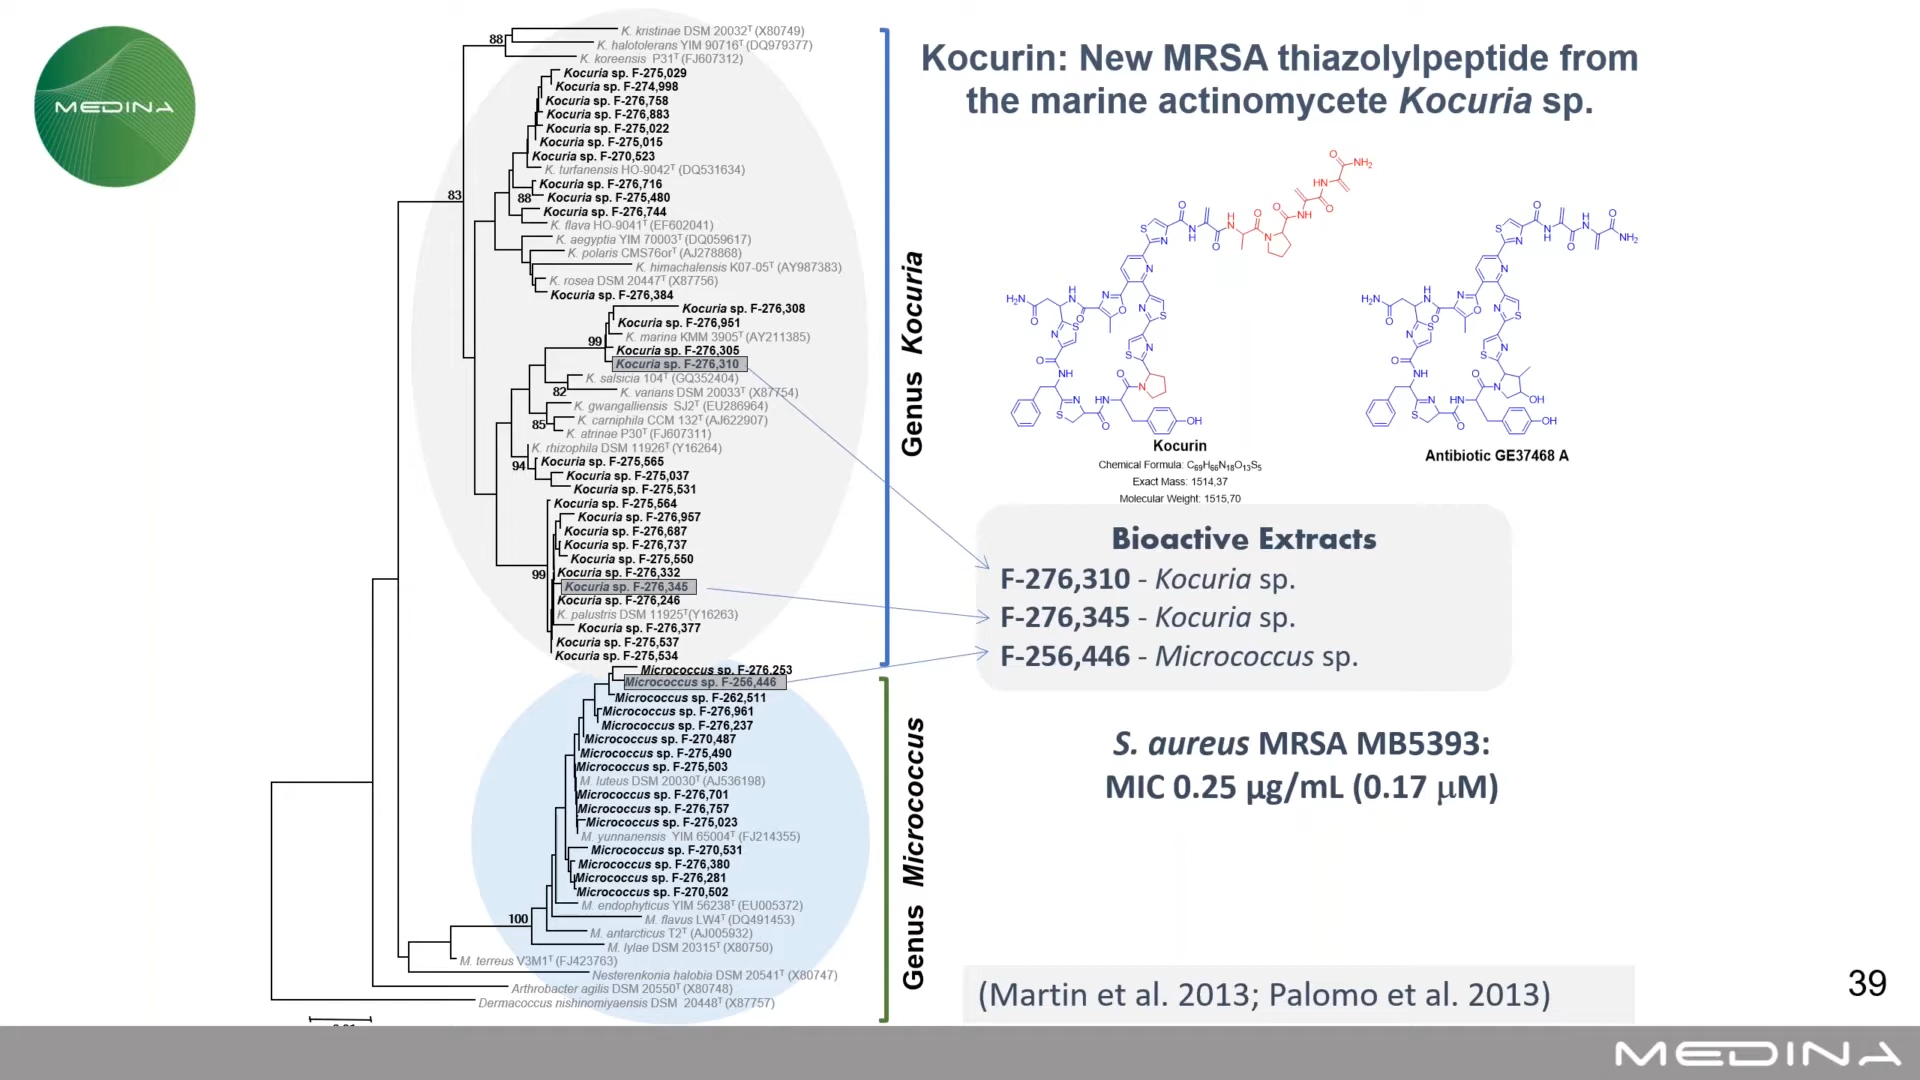 MEDINA
Kocurin: New MRSA thiazolylpeptide from
the marine actinomycete Kocuria sp.
88
K. kristinae DSM 20032T (X80749)
K. halotolerans YIM 90716T (DQ979377)
K. koreensis P31T (FJ607312)
Kocuria sp. F-275,029
Kocuria sp. F-274,998
Kocuria sp. F-276,758
Kocuria sp. F-276,883
Kocuria sp. F-275,022
Kocuria sp. F-275,015
Kocuria sp. F-270,523
K. turfanensis HO-9042T (DQ531634)
Kocuria sp. F-276,716
83
88
Kocuria sp. F-275,480
Kocuria sp. F-276,744
K. flava HO-9041T (EF602041)
K. aegyptia YIM 70003T (DQ059617)
K. polaris CMS76orT (AJ278868)
K. himachalensis K07-05T (AY987383)
K. rosea DSM 20447T (X87756)
Kocuria sp. F-276,384
Kocuria sp. F-276,308
Kocuria sp. F-276,951
K. marina KMM 3905T (AY211385)
99
Kocuria sp. F-276,305
Kocuria sp. F-276,310
K. salsicia 104T (GQ352404)
82
K. varians DSM 20033T (X87754)
K. gwangalliensis SJ2T (EU286964)
K. carniphila CCM 132T (AJ622907)
85
K. atrinae P30T (FJ607311)
K. rhizophila DSM 11926T (Y16264)
94
Kocuria sp. F-275,565
Kocuria sp. F-275,037
Kocuria sp. F-275,531
Kocuria sp. F-275,564
Kocuria sp. F-276,957
Kocuria sp. F-276,687
Kocuria sp. F-276,737
Kocuria sp. F-275,550
99
Kocuria sp. F-276,332
Kocuria sp. F-276,345
Kocuria sp. F-276,246
K. palustris DSM 11925T (Y16263)
Kocuria sp. F-276,377
Kocuria sp. F-275,537
Kocuria sp. F-275,534
Micrococcus sp. F-276,253
Micrococcus sp. F-256,446
Micrococcus sp. F-262,511
Micrococcus sp. F-276,961
Micrococcus sp. F-276,237
Micrococcus sp. F-270,487
Micrococcus sp. F-275,490
Micrococcus sp. F-275,503
M. luteus DSM 20030T (AJ536198)
Micrococcus sp. F-276,701
Micrococcus sp. F-276,757
Micrococcus sp. F-275,023
M. yunnanensis YIM 65004T (FJ214355)
Micrococcus sp. F-270,531
Micrococcus sp. F-276,380
Micrococcus sp. F-276,281
Micrococcus sp. F-270,502
M. endophyticus YIM 56238T (EU005372)
100
M. flavus LW4T (DQ491453)
M. antarcticus T2T (AJ005932)
M. lylae DSM 20315T (X80750)
M. terreus V3M1T (FJ423763)
Nesterenkonia halobia DSM 20541T (X80747)
Arthrobacter agilis DSM 20550T (X80748)
Dermacoccus nishinomiyaensis DSM 20448T (X87757)
Genus Kocuria
Genus Micrococcus
Kocurin
Chemical Formula: C69H66N18O13S5
Exact Mass: 1514,37
Molecular Weight: 1515,70
Antibiotic GE37468 A
Bioactive Extracts
F-276,310 - Kocuria sp.
F-276,345 - Kocuria sp.
F-256,446 - Micrococcus sp.
S. aureus MRSA MB5393:
MIC 0.25 µg/mL (0.17 µM)
(Martin et al. 2013; Palomo et al. 2013)
39
MEDINA